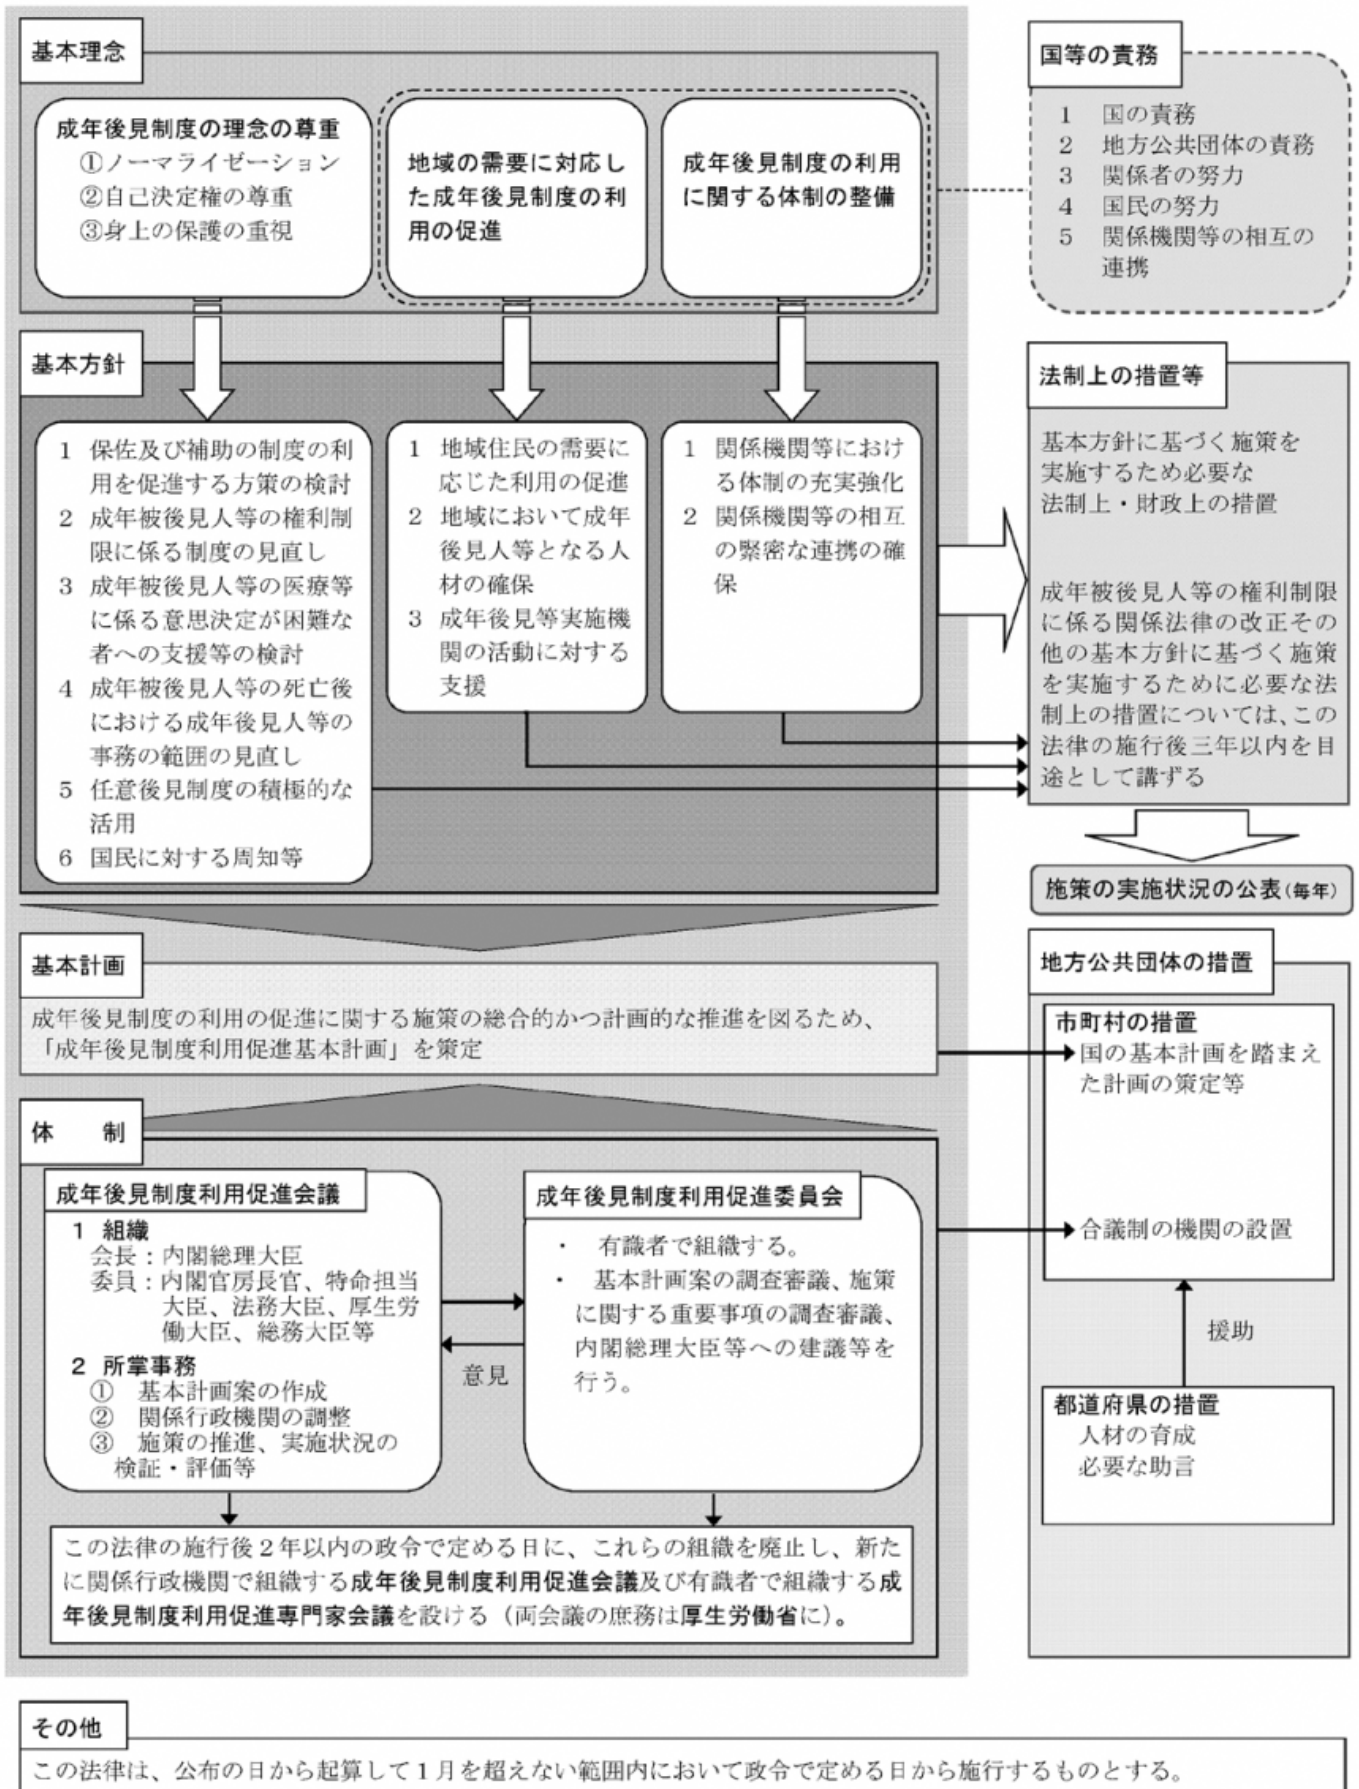 基本理念
成年後見制度の理念の尊重
①ノーマライゼーション
②自己決定権の尊重
③身上の保護の重視
地域の需要に対応し
た成年後見制度の利
用の促進
成年後見制度の利用
に関する体制の整備
国等の責務
1 国の責務
2 地方公共団体の責務
3 関係者の努力
4 国民の努力
5 関係機関等の相互の
連携
基本方針
1 保佐及び補助の制度の利
用を促進する方策の検討
2 成年被後見人等の権利制
限に係る制度の見直し
3 成年被後見人等の医療等
に係る意思決定が困難な
者への支援等の検討
4 成年被後見人等の死亡後
における成年後見人等の
事務の範囲の見直し
5 任意後見制度の積極的な
活用
6 国民に対する周知等
1 地域住民の需要に
応じた利用の促進
2 地域において成年
後見人等となる人
材の確保
3 成年後見等実施機
関の活動に対する
支援
1 関係機関等におけ
る体制の充実強化
2 関係機関等の相互
の緊密な連携の確
保
法制上の措置等
基本方針に基づく施策を
実施するため必要な
法制上・財政上の措置
成年被後見人等の権利制限
に係る関係法律の改正その
他の基本方針に基づく施策
を実施するために必要な法
制上の措置については、この
法律の施行後三年以内を目
途として講ずる
施策の実施状況の公表(毎年)
基本計画
成年後見制度の利用の促進に関する施策の総合的かつ計画的な推進を図るため、
「成年後見制度利用促進基本計画」を策定
地方公共団体の措置
市町村の措置
国の基本計画を踏まえ
た計画の策定等
合議制の機関の設置
援助
都道府県の措置
人材の育成
必要な助言
体 制
成年後見制度利用促進会議
1 組織
会長：内閣総理大臣
委員：内閣官房長官、特命担当
大臣、法務大臣、厚生労
働大臣、総務大臣等
2 所掌事務
① 基本計画案の作成
② 関係行政機関の調整
③ 施策の推進、実施状況の
検証・評価等
意見
成年後見制度利用促進委員会
・ 有識者で組織する。
・ 基本計画案の調査審議、施策
に関する重要事項の調査審議、
内閣総理大臣等への建議等を
行う。
この法律の施行後2年以内の政令で定める日に、これらの組織を廃止し、新た
に関係行政機関で組織する成年後見制度利用促進会議及び有識者で組織する成
年後見制度利用促進専門家会議を設ける（両会議の庶務は厚生労働省に）。
その他
この法律は、公布の日から起算して1月を超えない範囲内において政令で定める日から施行するものとする。